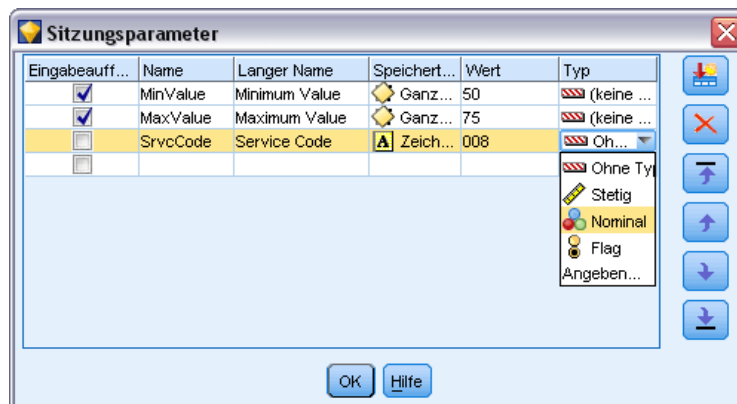 Sitzungsparameter
Eingabeauff... Name Langer Name Speichert... Wert Typ
MinValue Minimum Value Ganz... 50 (keine ...
MaxValue Maximum Value Ganz... 75 (keine ...
SrvcCode Service Code A Zeich... 008 Oh...
Ohne Typ
Stetig
Nominal
Flag
Angeben...
OK Hilfe